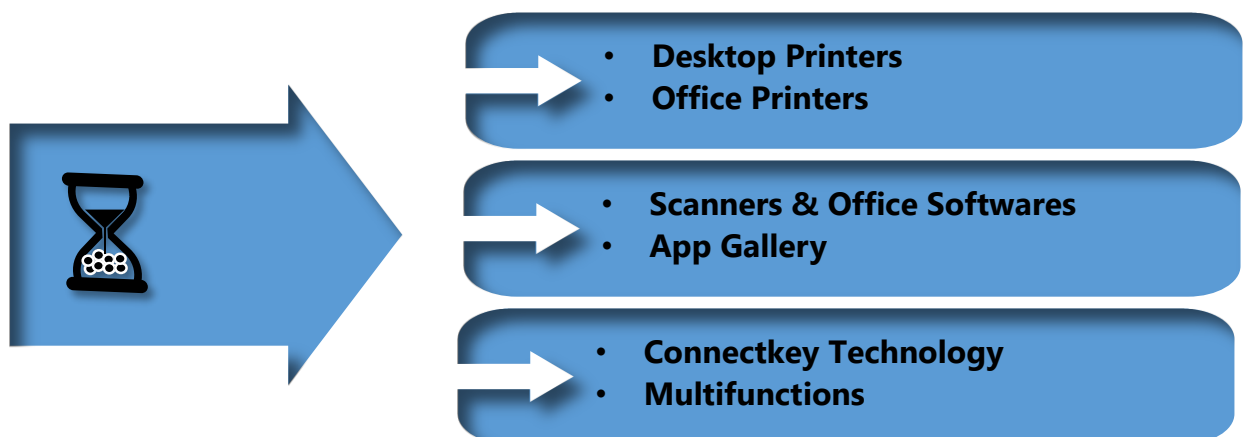 • Desktop Printers
• Office Printers
• Scanners & Office Softwares
• App Gallery
• Connectkey Technology
• Multifunctions